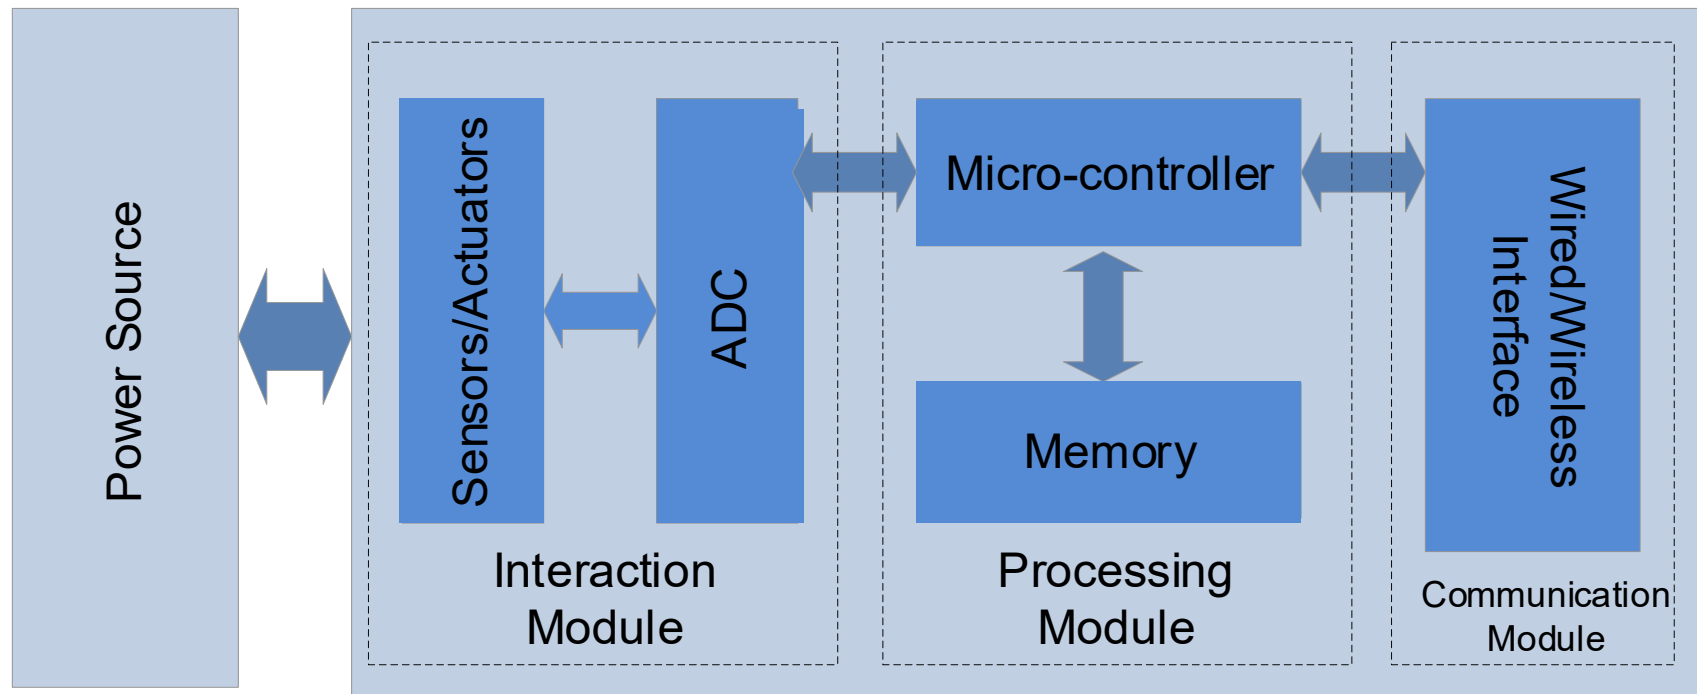 Power Source
Sensors/Actuators
ADC
Interaction
Module
Micro-controller
Memory
Processing
Module
Wired/Wireless
Interface
Communication
Module